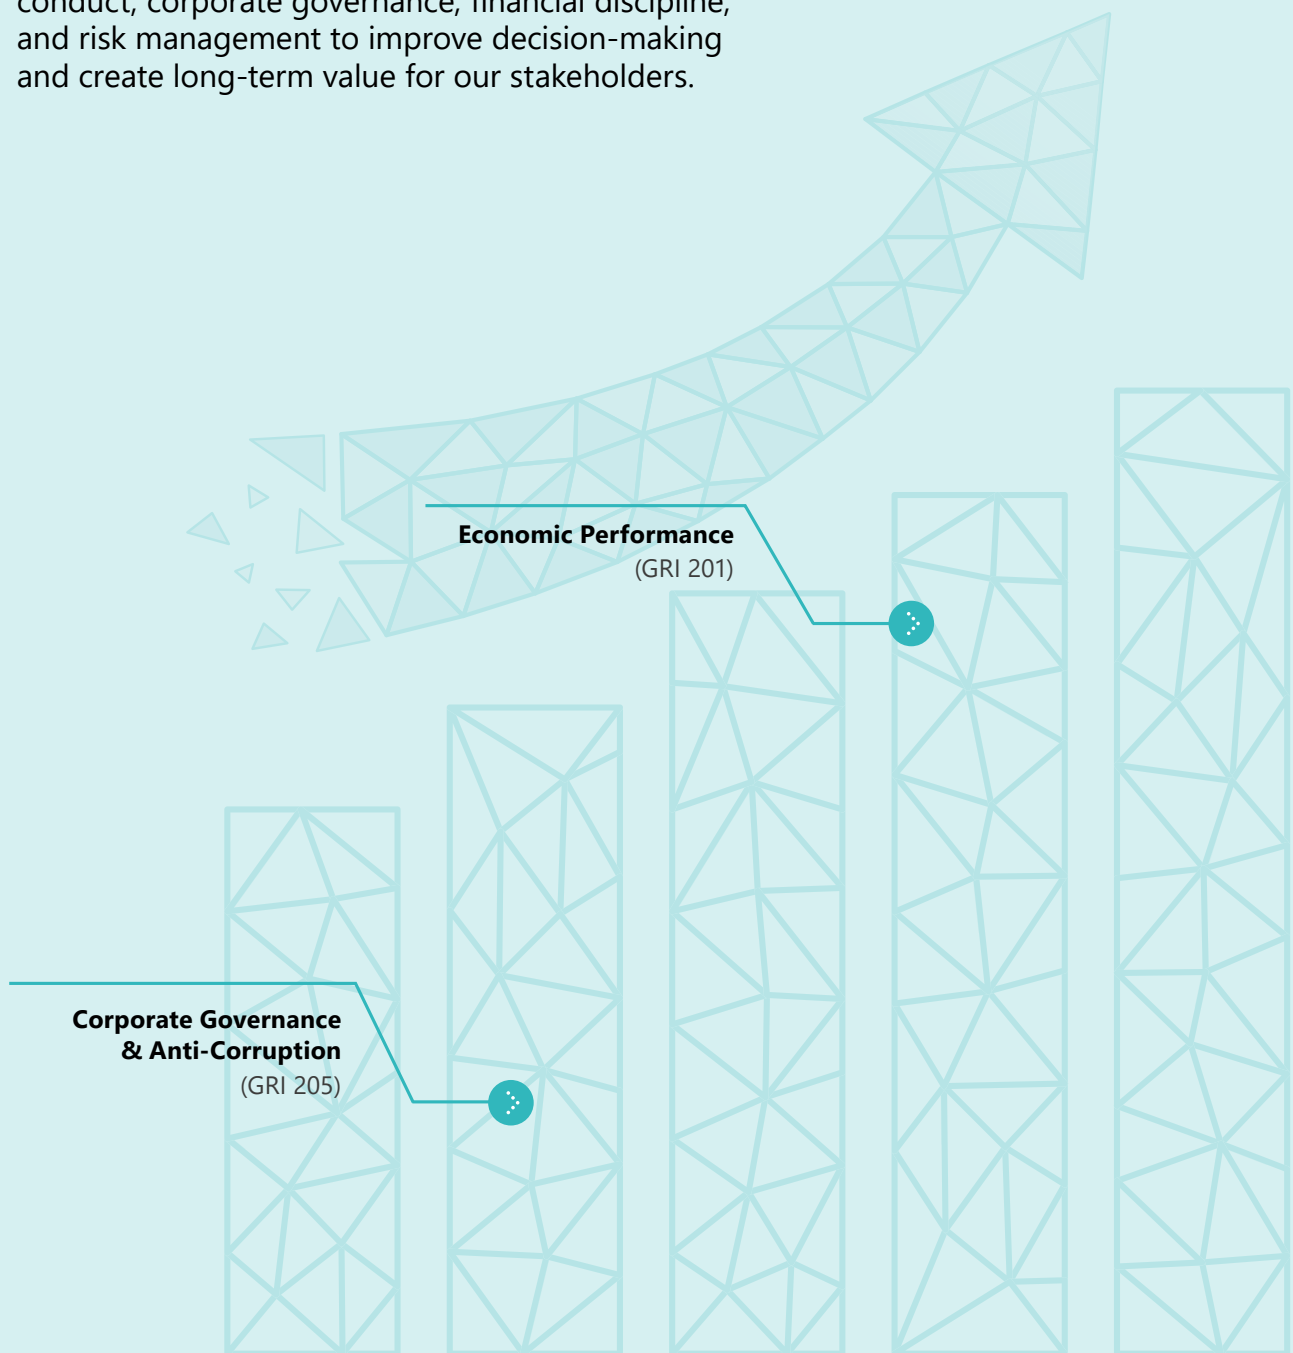 conduct, corporate governance, financial discipline,
and risk management to improve decision-making
and create long-term value for our stakeholders.
Economic Performance
(GRI 201)
Corporate Governance
& Anti-Corruption
(GRI 205)